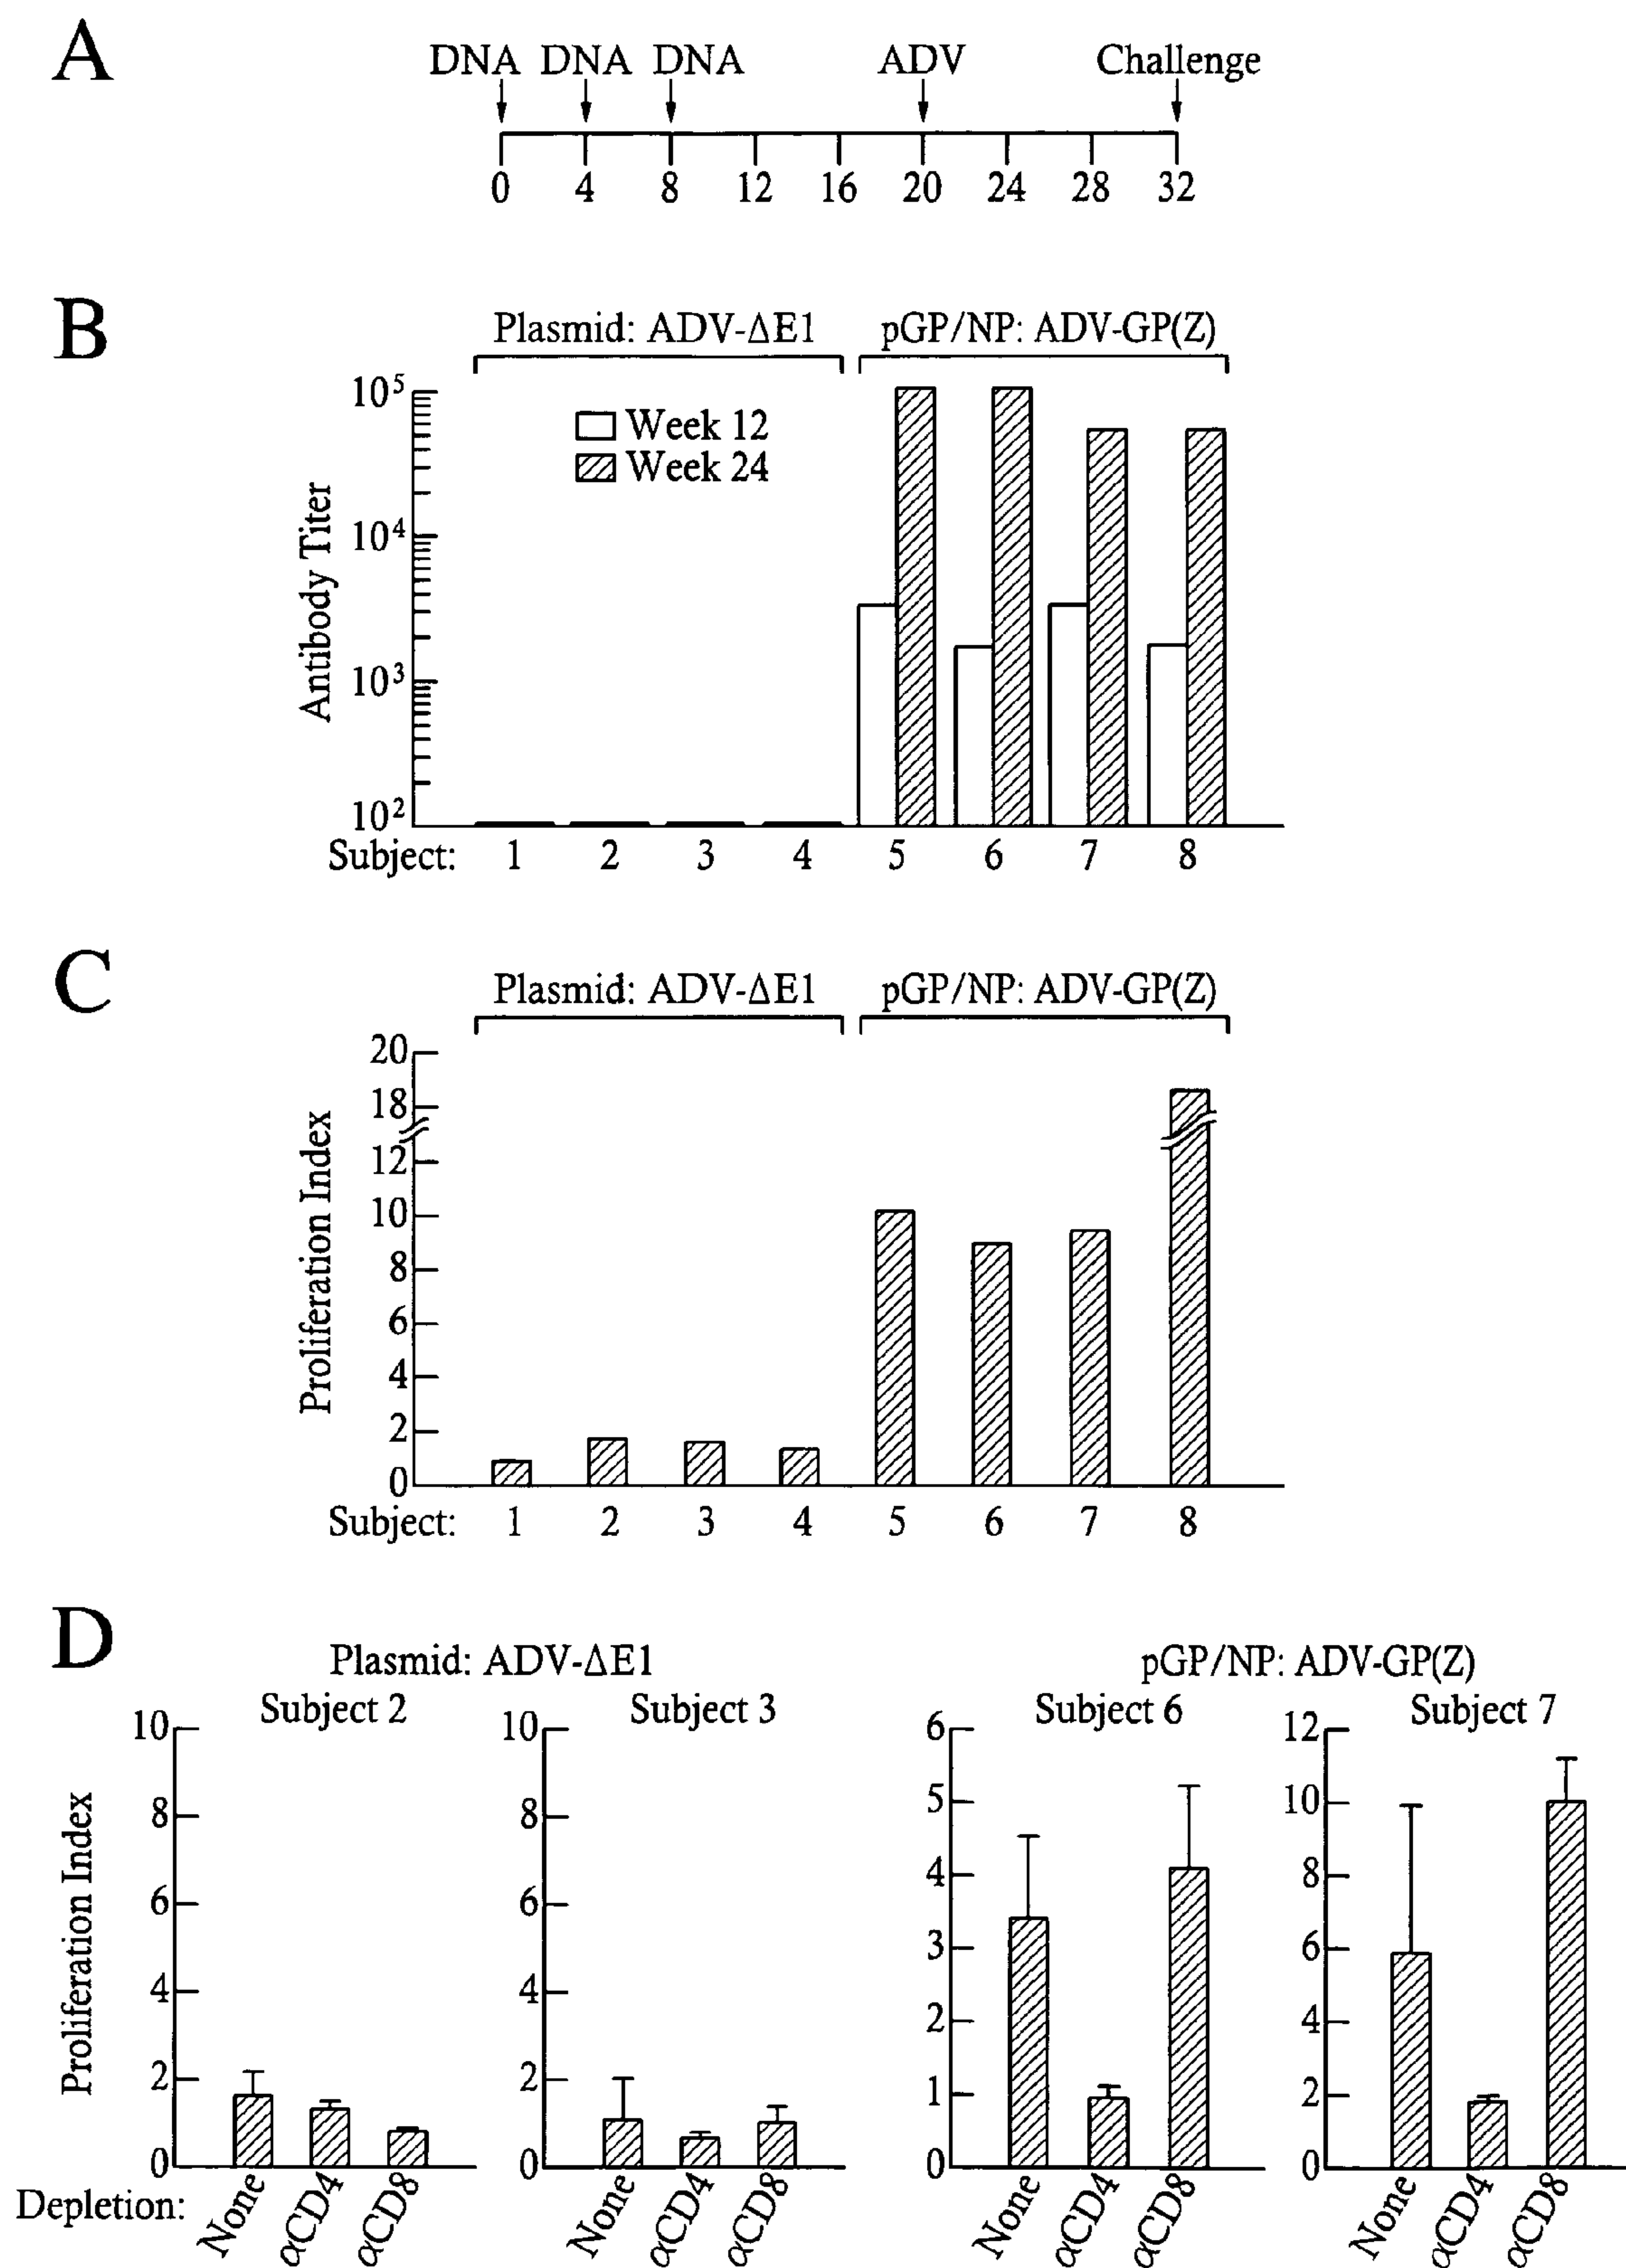 A
DNA DNA DNA ADV Challenge
0 4 8 12 16 20 24 28 32
B
Plasmid: ADV-ΔE1 pGP/NP: ADV-GP(Z)
Week 12
Week 24
Antibody Titer
10⁵
10⁴
10³
10²
Subject: 1 2 3 4 5 6 7 8
C
Plasmid: ADV-ΔE1 pGP/NP: ADV-GP(Z)
Proliferation Index
20
18
12
10
8
6
4
2
0
Subject: 1 2 3 4 5 6 7 8
D
Plasmid: ADV-ΔE1 pGP/NP: ADV-GP(Z)
Subject 2 Subject 3 Subject 6 Subject 7
Proliferation Index
10
8
6
4
2
0
10
8
6
4
2
0
6
5
4
3
2
1
0
12
10
8
6
4
2
0
Depletion: None αCD4 αCD8 None αCD4 αCD8 None αCD4 αCD8 None αCD4 αCD8